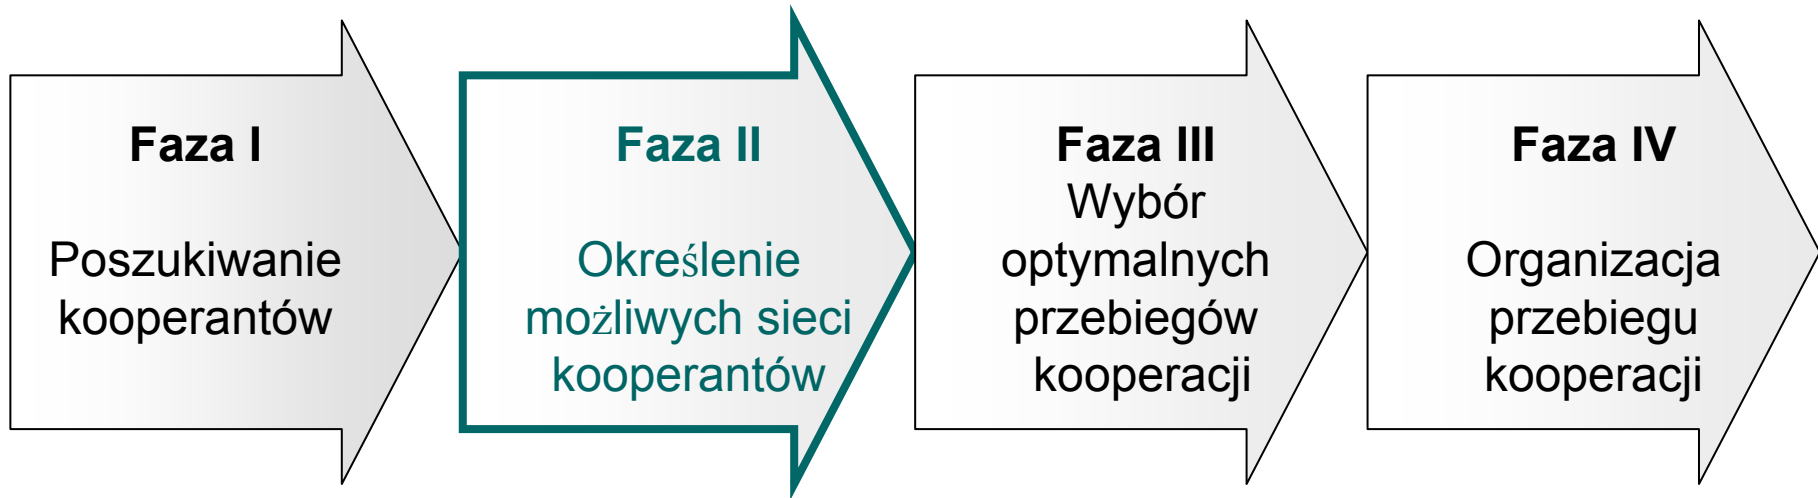 Faza I
Poszukiwanie
kooperantów
Faza II
Określenie
możliwych sieci
kooperantów
Faza III
Wybór
optymalnych
przebiegów
kooperacji
Faza IV
Organizacja
przebiegu
kooperacji